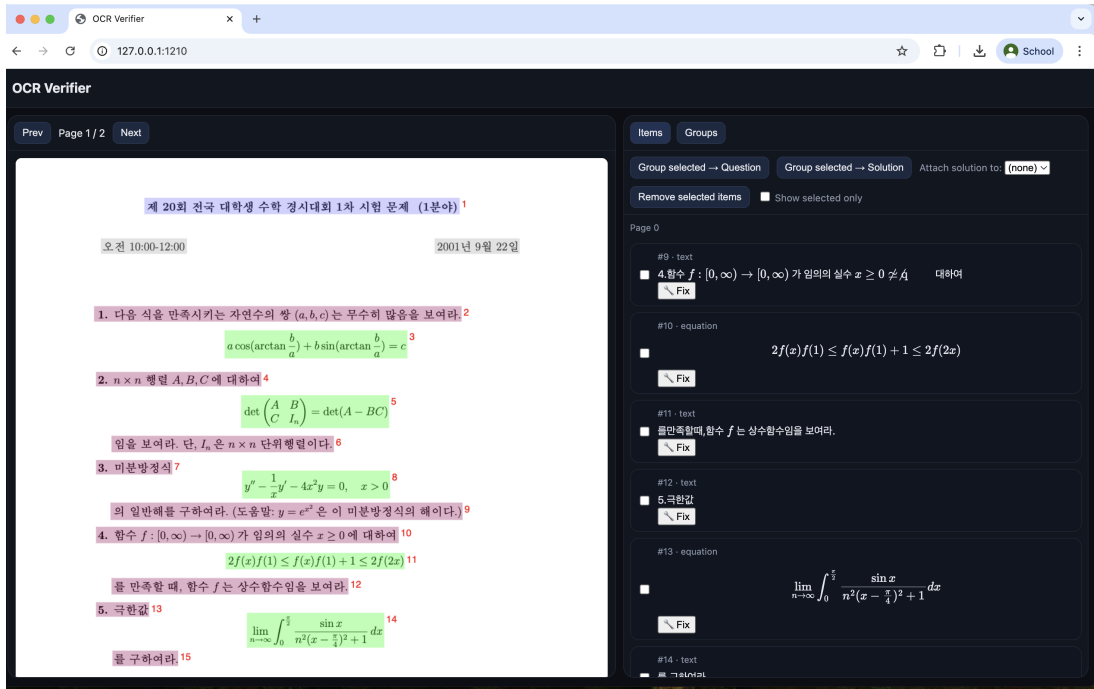 OCR Verifier
127.0.0.1:1210
School
OCR Verifier
Prev Page 1 / 2 Next
제 20회 전국 대학생 수학 경시대회 1차 시험 문제 (1분야) 1
오전 10:00-12:00 2001년 9월 22일
1. 다음 식을 만족시키는 자연수의 쌍 (a, b, c)는 무수히 많음을 보여라. 2
a cos(arctan b/a) + b sin(arctan b/a) = c 3
2. n × n 행렬 A, B, C에 대하여 4
det (A B C I_n) = det(A − BC) 5
임을 보여라. 단, I_n은 n × n 단위행렬이다. 6
3. 미분방정식 7
y″ − 1/x y′ − 4x²y = 0, x > 0 8
의 일반해를 구하여라. (도움말: y = e^{x²} 은 이 미분방정식의 해이다.) 9
4. 함수 f : [0, ∞) → [0, ∞)가 임의의 실수 x ≥ 0에 대하여 10
2f(x)f(1) ≤ f(x)f(1) + 1 ≤ 2f(2x) 11
를 만족할 때, 함수 f는 상수함수임을 보여라. 12
5. 극한값 13
lim_{n→∞} ∫_0^{π/2} sin x / (n²(x − π/4)² + 1) dx 14
를 구하여라. 15
Items Groups
Group selected → Question Group selected → Solution Attach solution to: (none)
Remove selected items Show selected only
Page 0
#9 · text
4.함수 f : [0, ∞) → [0, ∞) 가 임의의 실수 x ≥ 0 대하여
Fix
#10 · equation
2f(x)f(1) ≤ f(x)f(1) + 1 ≤ 2f(2x)
Fix
#11 · text
를만족할때,함수 f 는 상수함수임을 보여라.
Fix
#12 · text
5.극한값
Fix
#13 · equation
lim_{n→∞} ∫_0^{π/2} sin x / (n²(x − π/4)² + 1) dx
Fix
#14 · text
를 구하여라